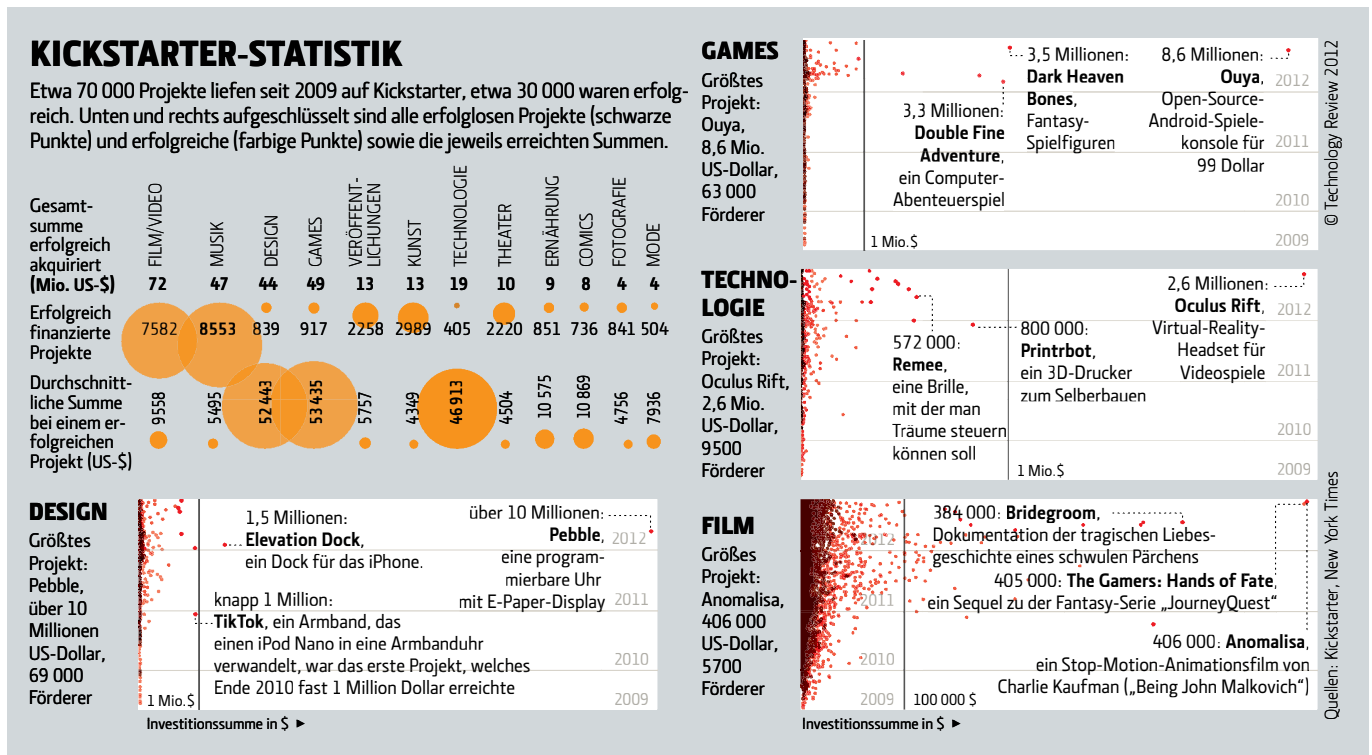 KICKSTARTER-STATISTIK
Etwa 70 000 Projekte liefen seit 2009 auf Kickstarter, etwa 30 000 waren erfolg-
reich. Unten und rechts aufgeschlüsselt sind alle erfolglosen Projekte (schwarze
Punkte) und erfolgreiche (farbige Punkte) sowie die jeweils erreichten Summen.
FILM/VIDEO
MUSIK
DESIGN
GAMES
VERÖFFENT-
LICHUNGEN
KUNST
TECHNOLOGIE
THEATER
ERNÄHRUNG
COMICS
FOTOGRAFIE
MODE
Gesamt-
summe
erfolgreich
akquiriert
(Mio. US-$) 72 47 44 49 13 13 19 10 9 8 4 4
Erfolgreich
finanzierte
Projekte
7582 8553 839 917 2258 2989 405 2220 851 736 841 504
Durchschnitt-
liche Summe
bei einem er-
folgreichen
Projekt (US-$)
9558 5495 52 443 53 435 5757 4349 46 913 4504 10 575 10 869 4756 7936
DESIGN
Größtes
Projekt:
Pebble,
über 10
Millionen
US-Dollar,
69 000
Förderer
1,5 Millionen:
Elevation Dock,
ein Dock für das iPhone.
über 10 Millionen:
Pebble,
eine program-
mierbare Uhr
mit E-Paper-Display
knapp 1 Million:
TikTok, ein Armband, das
einen iPod Nano in eine Armbanduhr
verwandelt, war das erste Projekt, welches
Ende 2010 fast 1 Million Dollar erreichte
2012
2011
2010
2009
1 Mio.$
Investitionssumme in $ ►
GAMES
Größtes
Projekt:
Ouya,
8,6 Mio.
US-Dollar,
63 000
Förderer
3,3 Millionen:
Double Fine
Adventure,
ein Computer-
Abenteuerspiel
3,5 Millionen:
Dark Heaven
Bones,
Fantasy-
Spielfiguren
8,6 Millionen:
Ouya,
Open-Source-
Android-Spiele-
konsole für
99 Dollar
2012
2011
2010
2009
1 Mio.$
TECHNO-
LOGIE
Größtes
Projekt:
Oculus Rift,
2,6 Mio.
US-Dollar,
9500
Förderer
572 000:
Remee,
eine Brille,
mit der man
Träume steuern
können soll
800 000:
Printrbot,
ein 3D-Drucker
zum Selberbauen
2,6 Millionen:
Oculus Rift,
Virtual-Reality-
Headset für
Videospiele
2012
2011
2010
2009
1 Mio.$
FILM
Großes
Projekt:
Anomalisa,
406 000
US-Dollar,
5700
Förderer
384 000: Bridegroom,
Dokumentation der tragischen Liebes-
geschichte eines schwulen Pärchens
405 000: The Gamers: Hands of Fate,
ein Sequel zu der Fantasy-Serie „JourneyQuest“
406 000: Anomalisa,
ein Stop-Motion-Animationsfilm von
Charlie Kaufman („Being John Malkovich“)
2012
2011
2010
2009
100 000 $
Investitionssumme in $ ►
© Technology Review 2012
Quellen: Kickstarter, New York Times